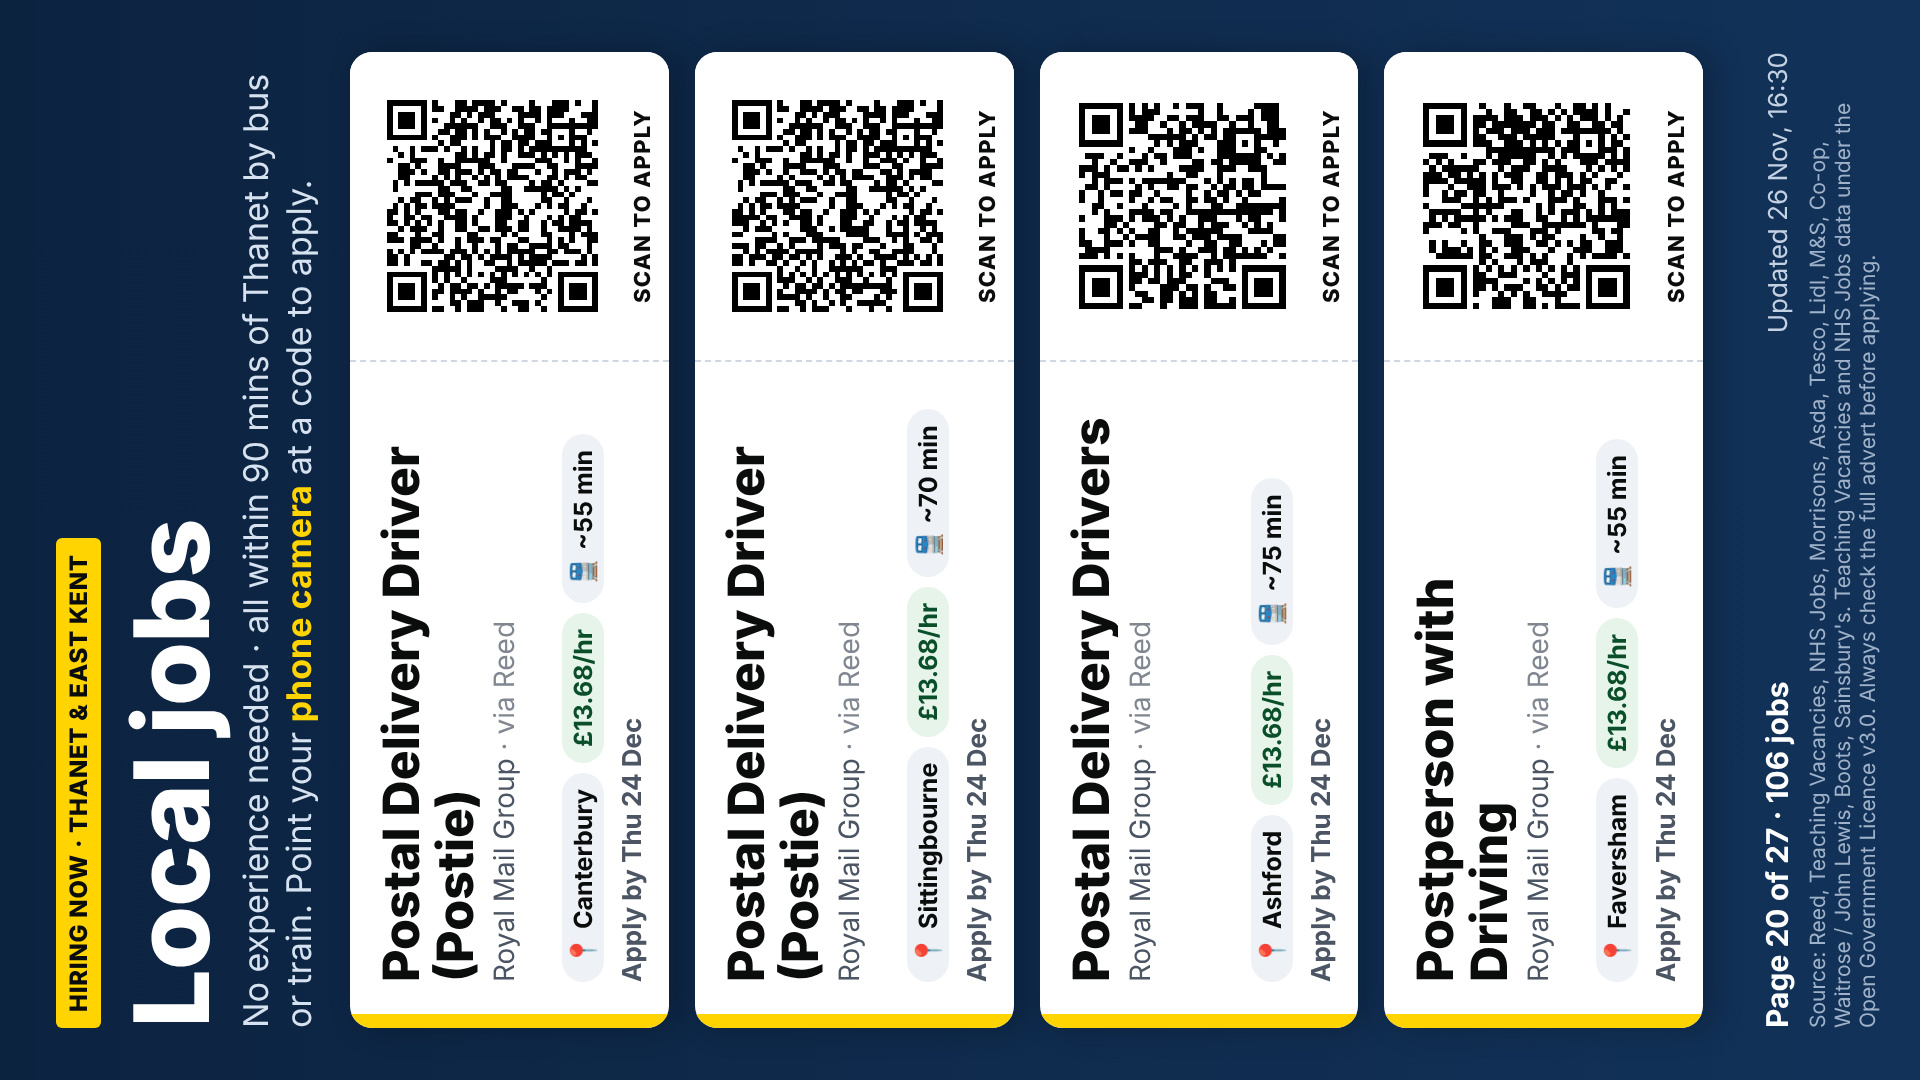 HIRING NOW · THANET & EAST KENT
Local jobs
No experience needed · all within 90 mins of Thanet by bus
or train. Point your phone camera at a code to apply.
Postal Delivery Driver
(Postie)
Royal Mail Group · via Reed
📍 Canterbury
£13.68/hr
🚆 ~55 min
Apply by Thu 24 Dec
SCAN TO APPLY
Postal Delivery Driver
(Postie)
Royal Mail Group · via Reed
📍 Sittingbourne
£13.68/hr
🚆 ~70 min
Apply by Thu 24 Dec
SCAN TO APPLY
Postal Delivery Drivers
Royal Mail Group · via Reed
📍 Ashford
£13.68/hr
🚆 ~75 min
Apply by Thu 24 Dec
SCAN TO APPLY
Postperson with
Driving
Royal Mail Group · via Reed
📍 Faversham
£13.68/hr
🚆 ~55 min
Apply by Thu 24 Dec
SCAN TO APPLY
Page 20 of 27 · 106 jobs
Updated 26 Nov, 16:30
Source: Reed, Teaching Vacancies, NHS Jobs, Morrisons, Asda, Tesco, Lidl, M&S, Co-op,
Waitrose / John Lewis, Boots, Sainsbury's. Teaching Vacancies and NHS Jobs data under the
Open Government Licence v3.0. Always check the full advert before applying.